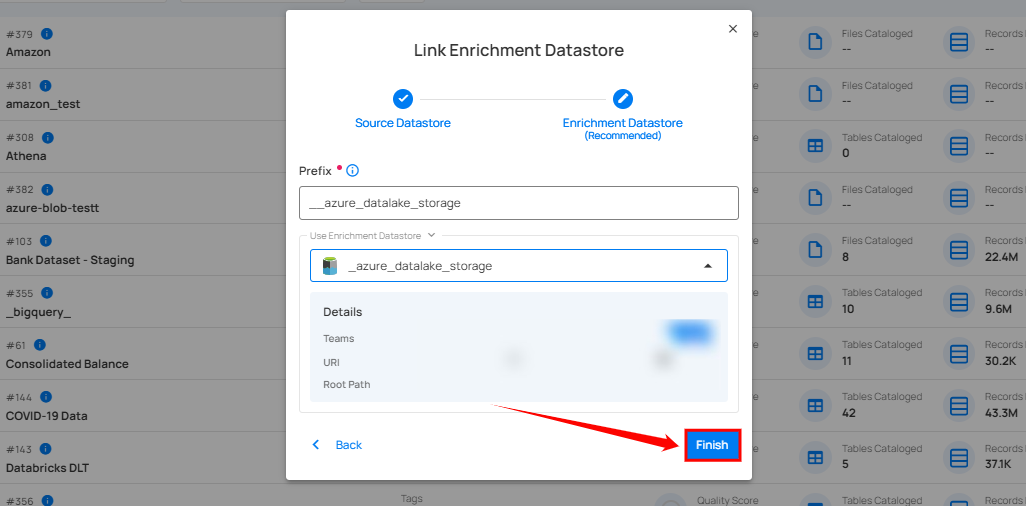 #379
Amazon
Files Cataloged
--
Records
--
#381
amazon_test
Files Cataloged
--
Records
--
#308
Athena
Tables Cataloged
0
Records
--
#382
azure-blob-testt
Files Cataloged
--
Records
--
#103
Bank Dataset - Staging
Files Cataloged
8
Records
22.4M
#355
_bigquery_
Tables Cataloged
10
Records
9.6M
#61
Consolidated Balance
Tables Cataloged
11
Records
30.2K
#144
COVID-19 Data
Tables Cataloged
42
Records
43.3M
#143
Databricks DLT
Tables Cataloged
5
Records
37.1K
#356
Tags
Quality Score
Tables Cataloged
Records
Link Enrichment Datastore
Source Datastore
Enrichment Datastore
(Recommended)
Prefix
__azure_datalake_storage
Use Enrichment Datastore
_azure_datalake_storage
Details
Teams
URI
Root Path
Back
Finish